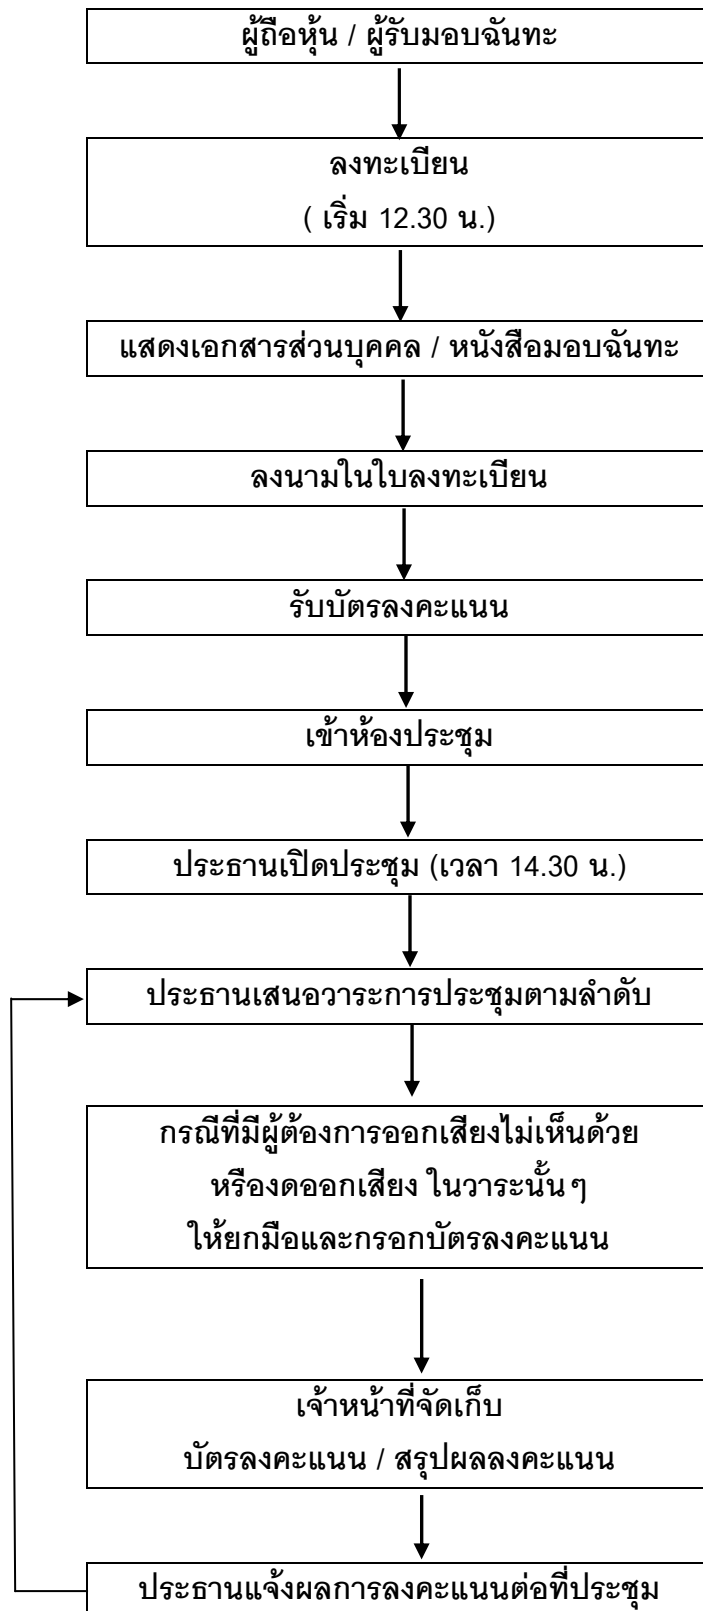 ผู้ถือหุ้น / ผู้รับมอบฉันทะ
ลงทะเบียน
( เริ่ม 12.30 น.)
แสดงเอกสารส่วนบุคคล / หนังสือมอบฉันทะ
ลงนามในใบลงทะเบียน
รับบัตรลงคะแนน
เข้าห้องประชุม
ประธานเปิดประชุม (เวลา 14.30 น.)
ประธานเสนอวาระการประชุมตามลำดับ
กรณีที่มีผู้ต้องการออกเสียงไม่เห็นด้วย
หรืองดออกเสียง ในวาระนั้นๆ
ให้ยกมือและกรอกบัตรลงคะแนน
เจ้าหน้าที่จัดเก็บ
บัตรลงคะแนน / สรุปผลลงคะแนน
ประธานแจ้งผลการลงคะแนนต่อที่ประชุม